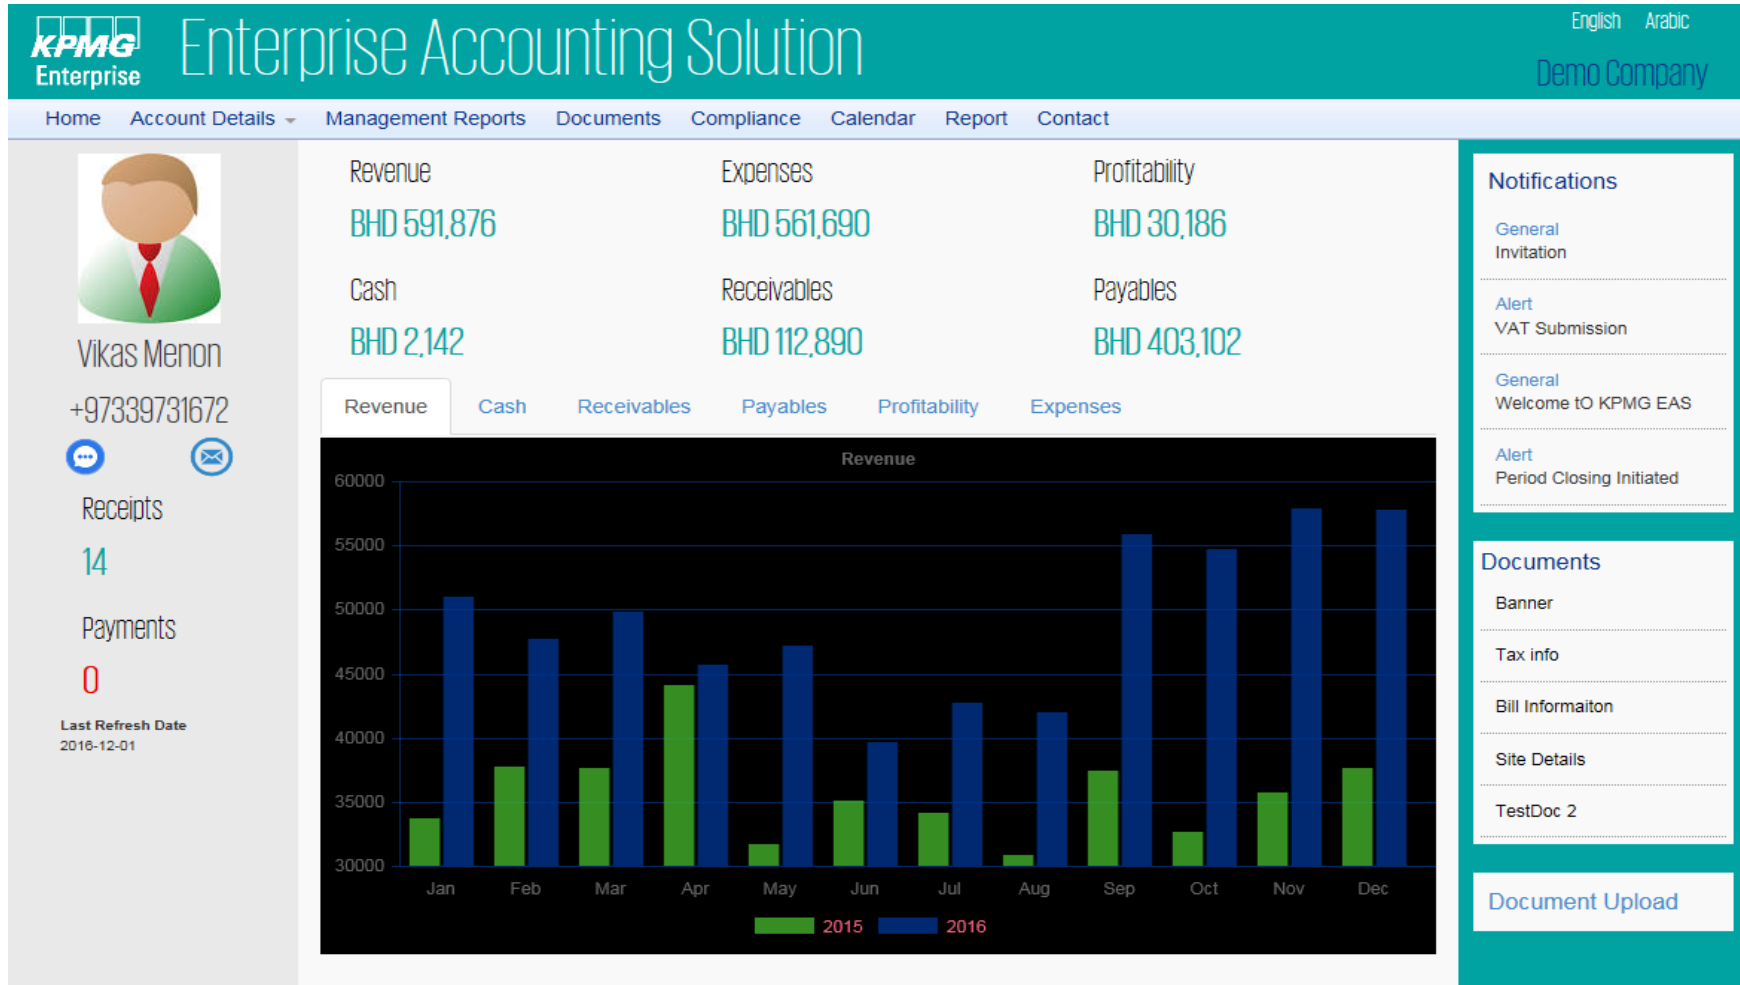 KPMG
Enterprise
Enterprise Accounting Solution
English Arabic
Demo Company
Home Account Details Management Reports Documents Compliance Calendar Report Contact
Vikas Menon
+97339731672
Receipts
14
Payments
0
Last Refresh Date
2016-12-01
Revenue Expenses Profitability
BHD 591,876 BHD 561,690 BHD 30,186
Cash Receivables Payables
BHD 2,142 BHD 112,890 BHD 403,102
Revenue Cash Receivables Payables Profitability Expenses
Revenue
60000
55000
50000
45000
40000
35000
30000
Jan Feb Mar Apr May Jun Jul Aug Sep Oct Nov Dec
2015 2016
Notifications
General
Invitation
Alert
VAT Submission
General
Welcome tO KPMG EAS
Alert
Period Closing Initiated
Documents
Banner
Tax info
Bill Informaiton
Site Details
TestDoc 2
Document Upload